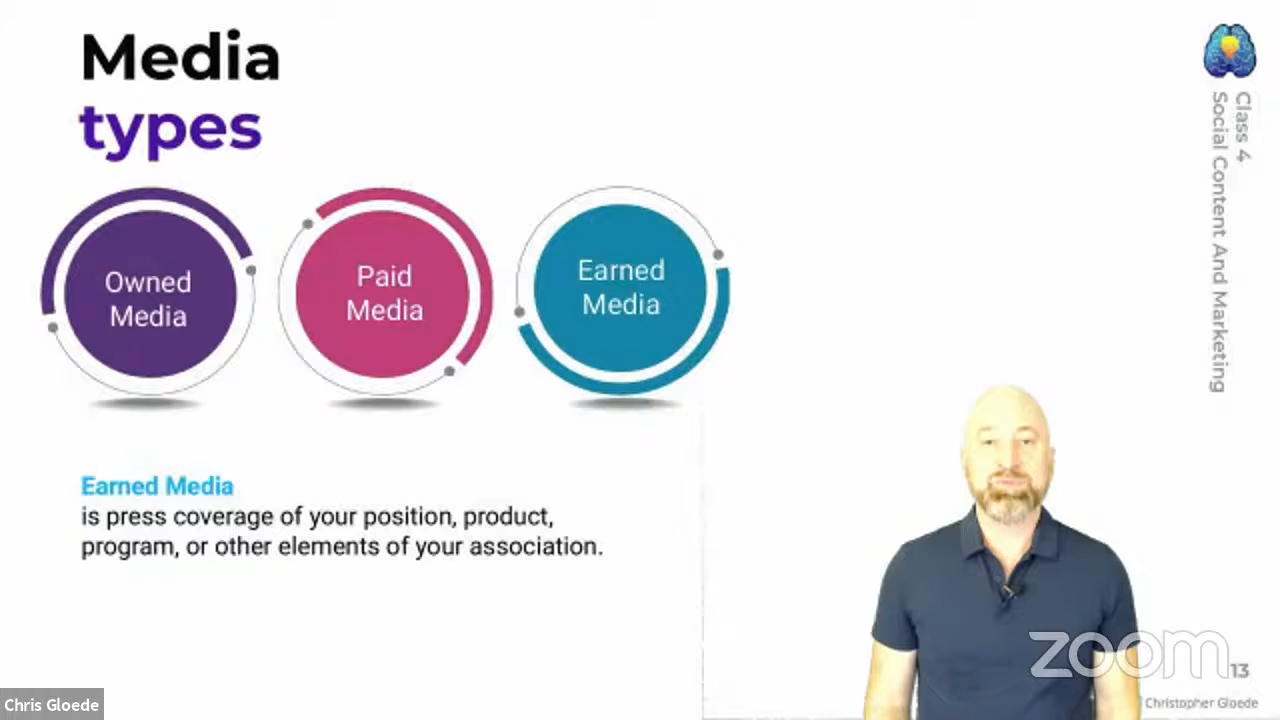 Media
types
Owned
Media
Paid
Media
Earned
Media
Earned Media
is press coverage of your position, product,
program, or other elements of your association.
Class 4
Social Content And Marketing
zoom
13
Christopher Gloede
Chris Gloede